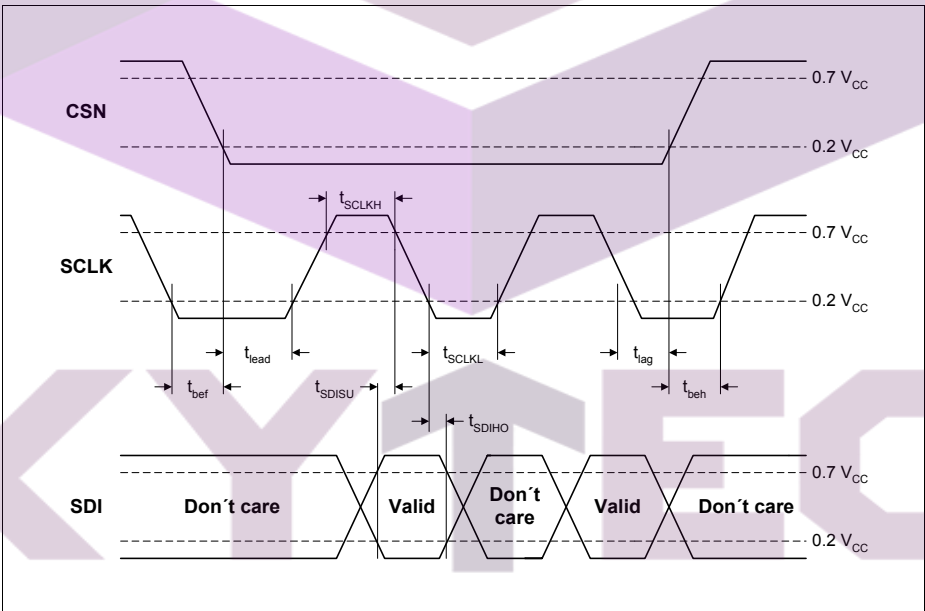 0.7 V_CC
CSN
0.2 V_CC
t_SCLKH
0.7 V_CC
SCLK
0.2 V_CC
t_lead
t_SCLKL
t_lag
t_bef
t_SDISU
t_beh
t_SDIHO
0.7 V_CC
SDI
Don´t care
Valid
Don´t
care
Valid
Don´t care
0.2 V_CC
KYTEC